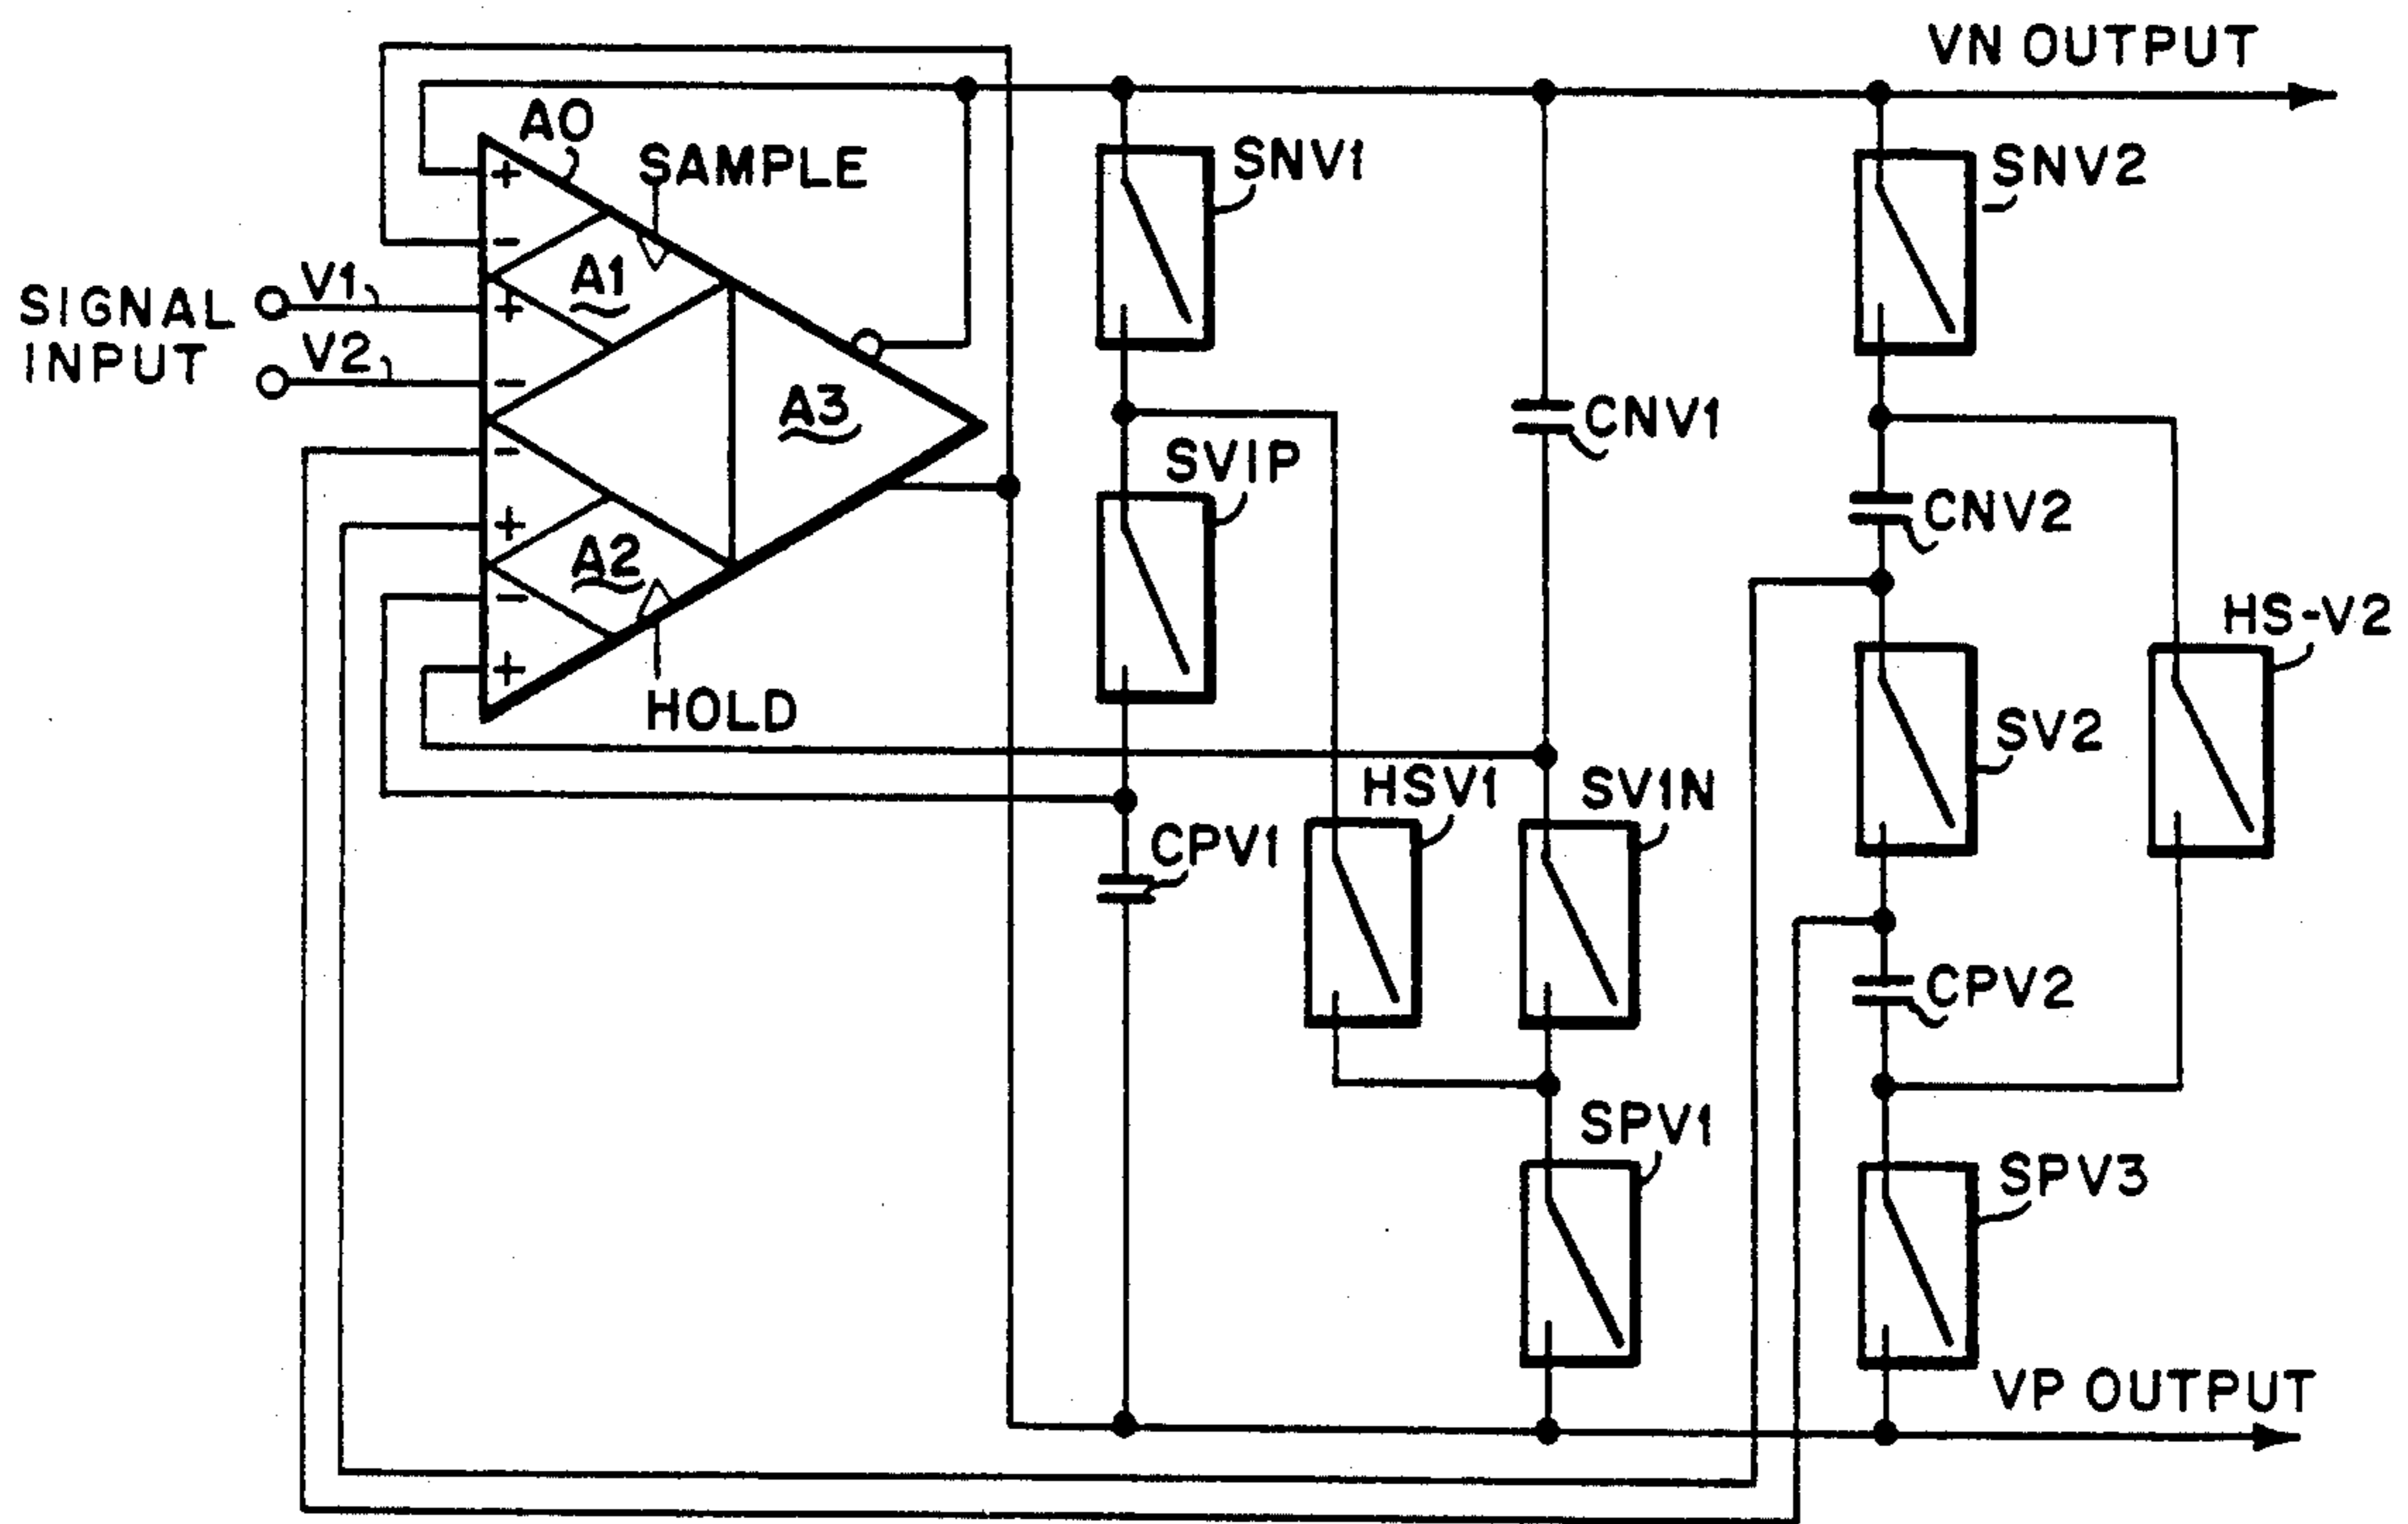 VN OUTPUT
A0
SAMPLE
SNV1
SNV2
A1
V1
SIGNAL
INPUT
V2
+
-
+
-
-
+
-
+
A3
CNV1
SVIP
CNV2
A2
HS-V2
HOLD
SV2
HSV1
SV1N
CPV1
CPV2
SPV1
SPV3
VP OUTPUT